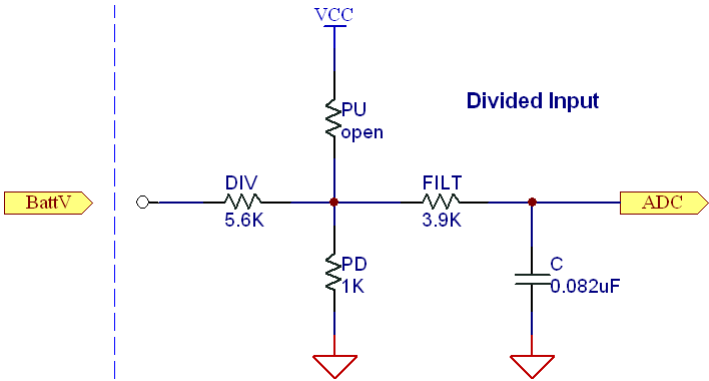 VCC
PU
open
Divided Input
BattV
DIV
5.6K
FILT
3.9K
ADC
PD
1K
C
0.082uF